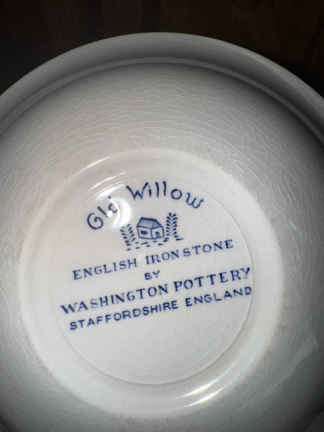 Old Willow
ENGLISH IRONSTONE
BY
WASHINGTON POTTERY
STAFFORDSHIRE ENGLAND